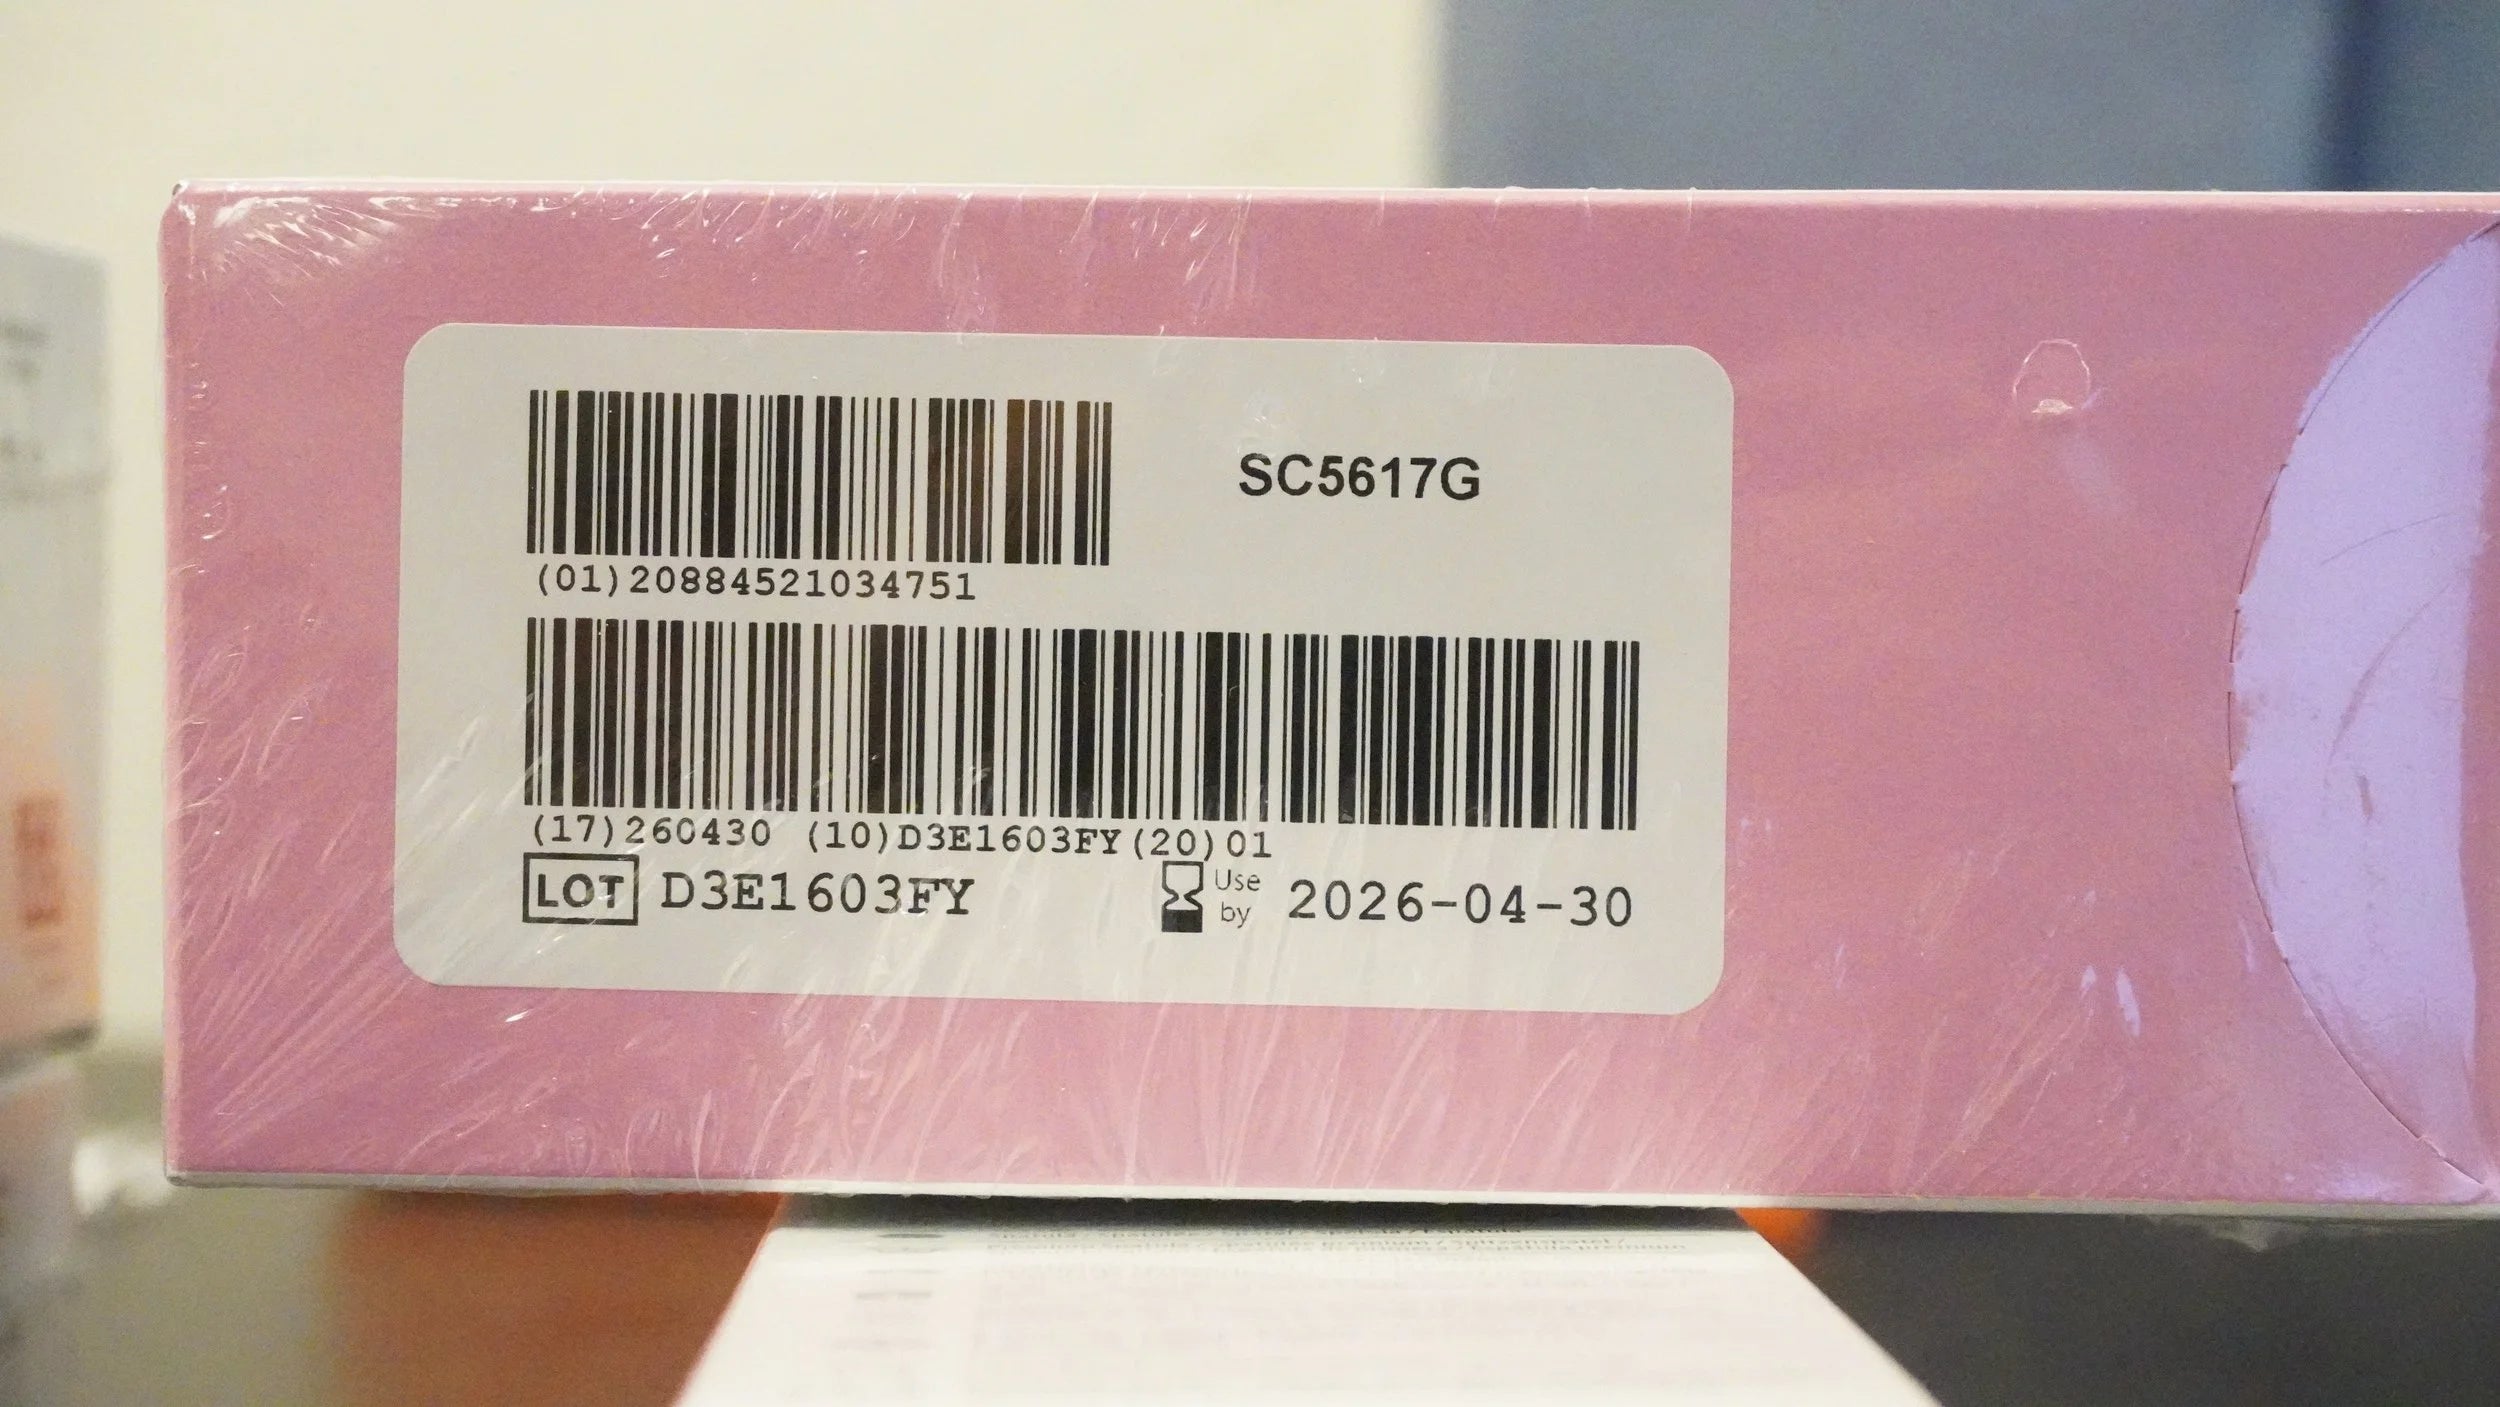 SC5617G
(01)20884521034751
(17)260430 (10)D3E1603FY(20)01
LOT D3E1603FY
Use by 2026-04-30